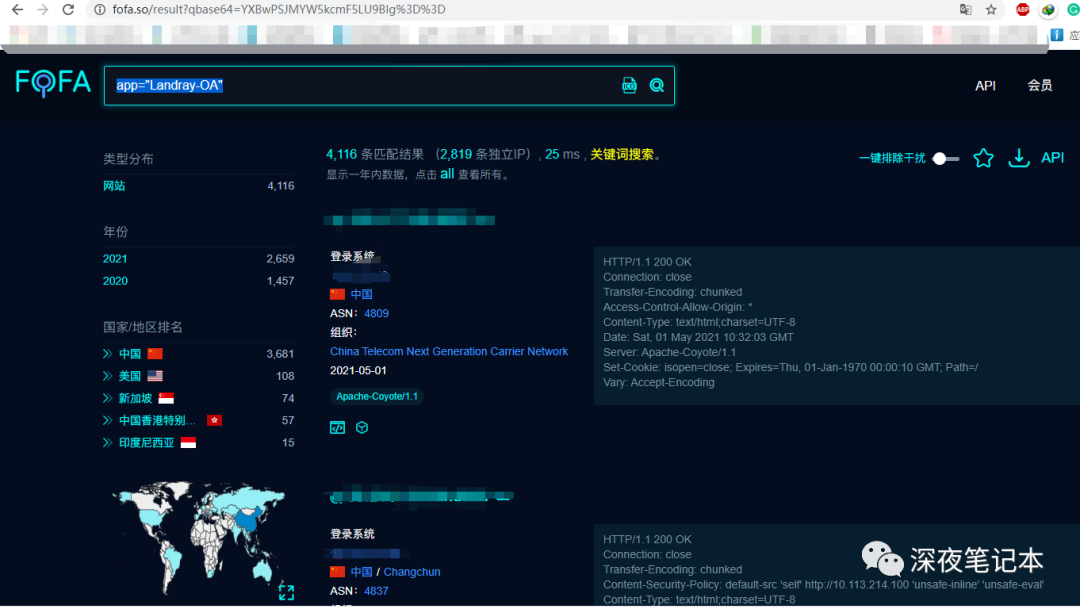 fofa.so/result?qbase64=YXBwPSJMYW5kcmF5LU9BIg%3D%3D
ABP
FOFA
app="Landray-OA"
API
会员
类型分布
网站 4,116
年份
2021 2,659
2020 1,457
国家/地区排名
中国 3,681
美国 108
新加坡 74
中国香港特别... 57
印度尼西亚 15
4,116 条匹配结果 （2,819 条独立IP），25 ms，关键词搜索。
显示一年内数据，点击 all 查看所有。
一键排除干扰
API
登录系统
中国
ASN：4809
组织：
China Telecom Next Generation Carrier Network
2021-05-01
Apache-Coyote/1.1
HTTP/1.1 200 OK
Connection: close
Transfer-Encoding: chunked
Access-Control-Allow-Origin: *
Content-Type: text/html;charset=UTF-8
Date: Sat, 01 May 2021 10:32:03 GMT
Server: Apache-Coyote/1.1
Set-Cookie: isopen=close; Expires=Thu, 01-Jan-1970 00:00:10 GMT; Path=/
Vary: Accept-Encoding
登录系统
中国 / Changchun
ASN：4837
HTTP/1.1 200 OK
Connection: close
Transfer-Encoding: chunked
Content-Security-Policy: default-src 'self' http://10.113.214.100 'unsafe-inline' 'unsafe-eval'
Content-Type: text/html;charset=UTF-8
深夜笔记本